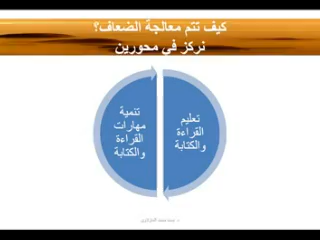 كيف تتم معالجة الضعاف؟
نركز في محورين
تعليم
القراءة
والكتابة
تنمية
مهارات
القراءة
والكتابة